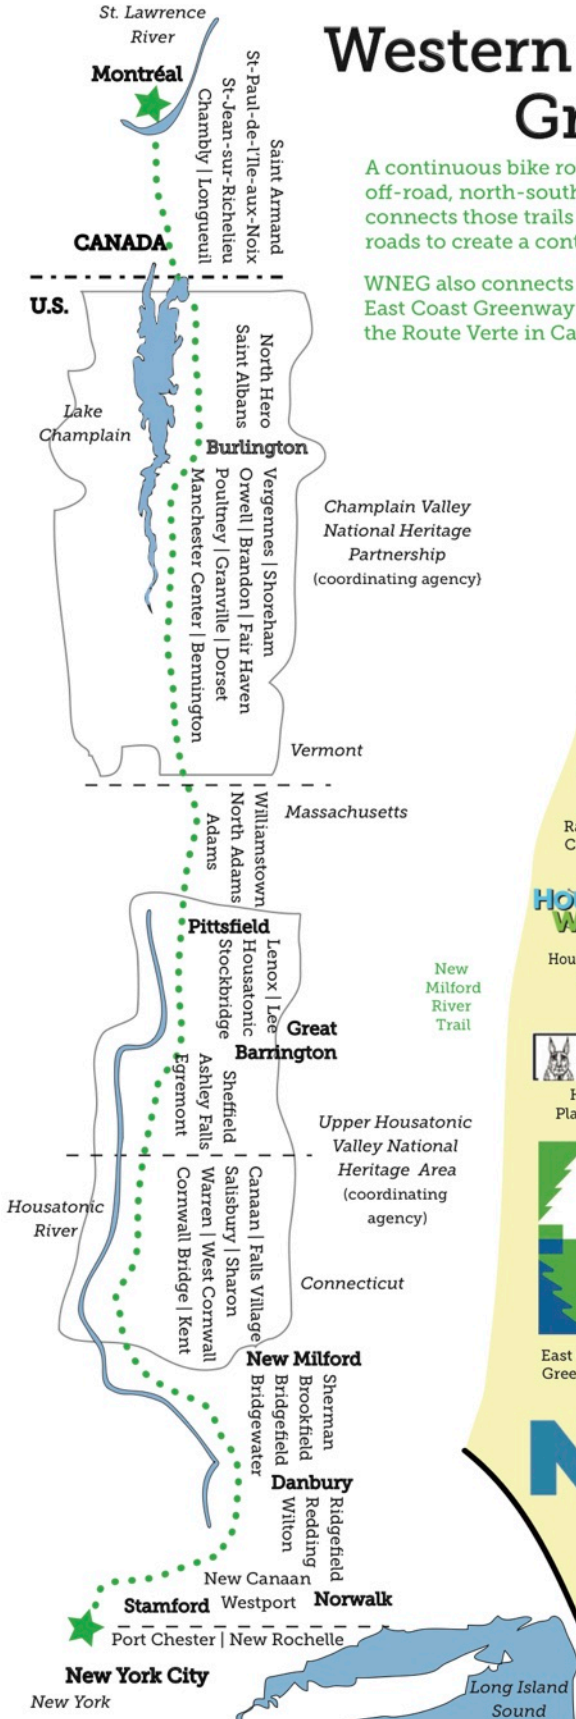 St. Lawrence
River
Western
Gr
Montréal
St-Paul-de-l'Ile-aux-Noix
St-Jean-sur-Richelieu
Chambly | Longueuil
Saint Armand
A continuous bike ro
off-road, north-south
connects those trails
roads to create a cont
CANADA
U.S.
WNEG also connects
East Coast Greenway
the Route Verte in Ca
North Hero
Saint Albans
Lake
Champlain
Burlington
Vergennes | Shoreham
Orwell | Brandon | Fair Haven
Poultney | Granville | Dorset
Manchester Center | Bennington
Champlain Valley
National Heritage
Partnership
(coordinating agency)
Vermont
Massachusetts
Williamstown
North Adams
Adams
Ra
C
Pittsfield
Lenox | Lee
Housatonic
Stockbridge
HO
W
Hou
New
Milford
River
Trail
Great
Barrington
Sheffield
Ashley Falls
Egremont
H
Pla
Upper Housatonic
Valley National
Heritage Area
(coordinating
agency)
Housatonic
River
Canaan | Falls Village
Salisbury | Sharon
Warren | West Cornwall
Cornwall Bridge | Kent
Connecticut
New Milford
East
Gree
Sherman
Brookfield
Bridgefield
Bridgewater
N
Danbury
Ridgefield
Redding
Wilton
New Canaan
Stamford Westport Norwalk
Port Chester | New Rochelle
New York City
New York
Long Island
Sound